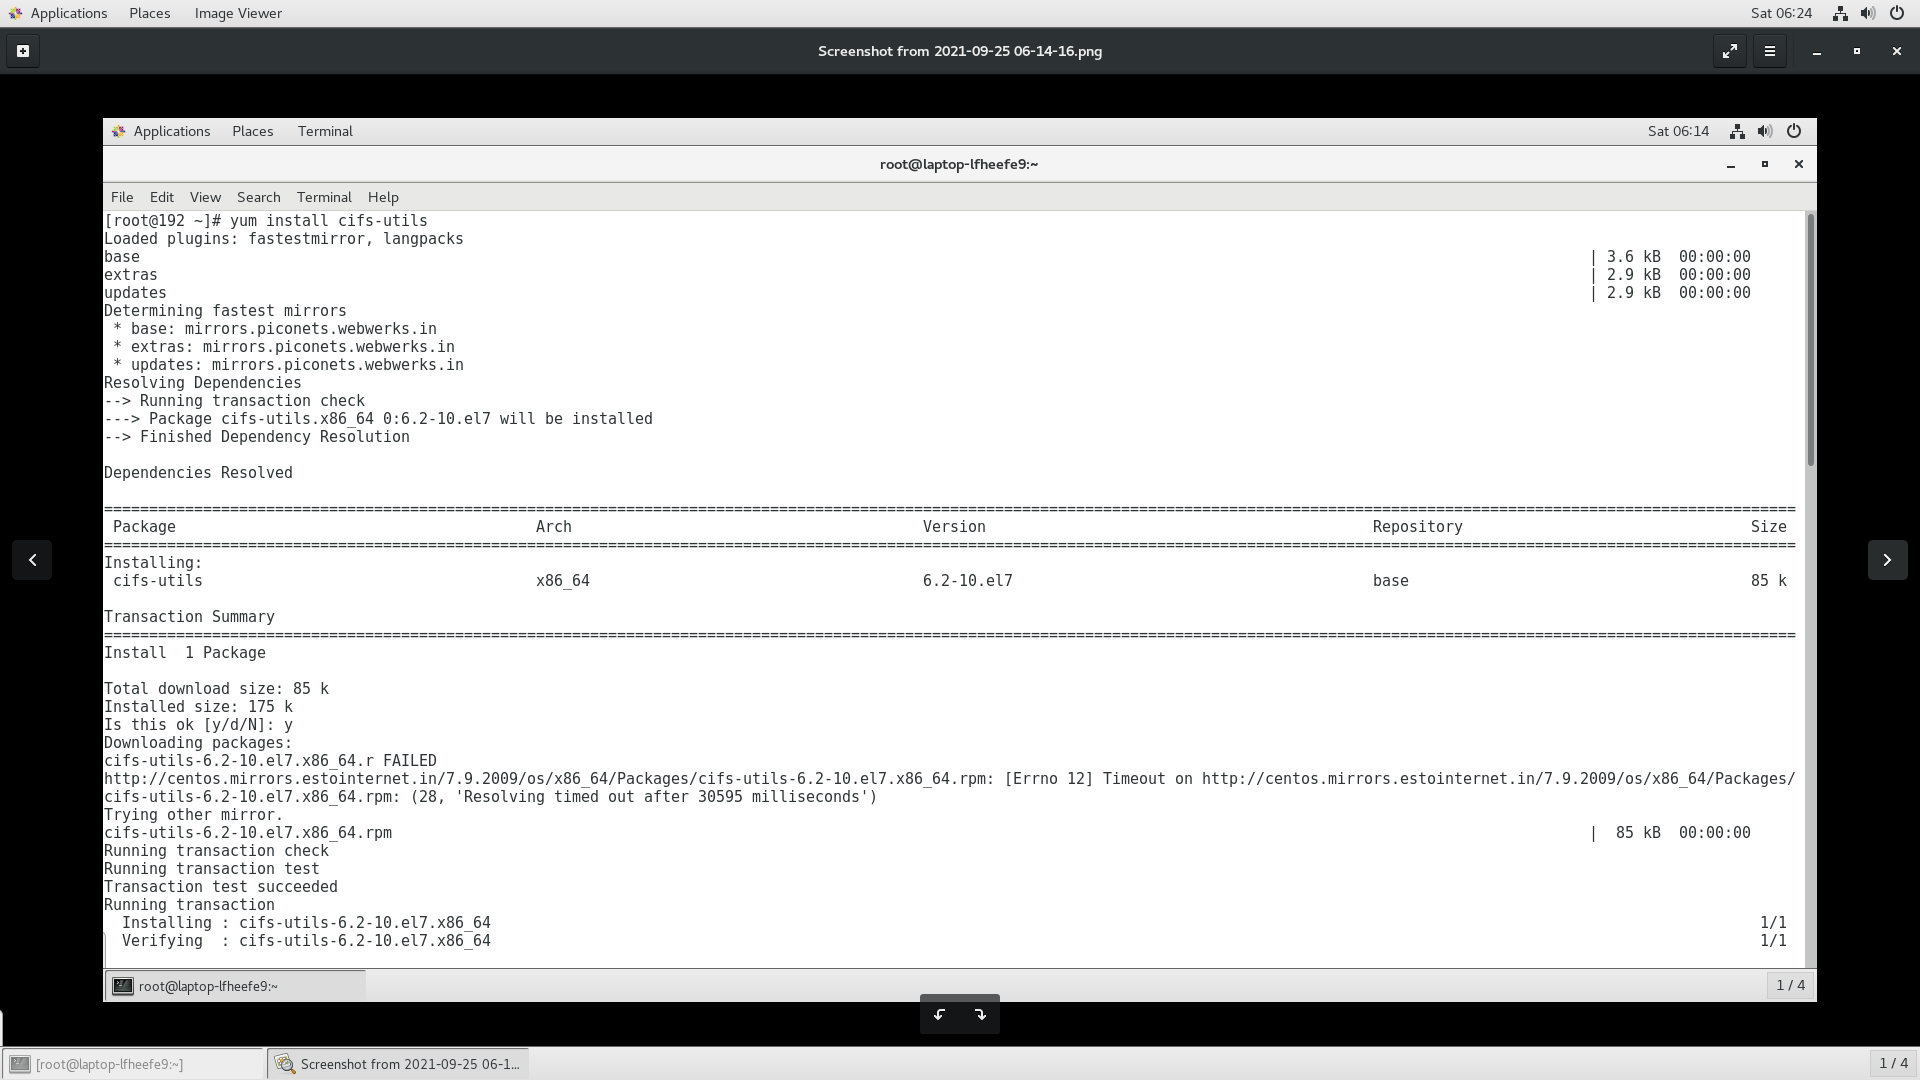 Applications Places Image Viewer Sat 06:24
Screenshot from 2021-09-25 06-14-16.png
Applications Places Terminal Sat 06:14
root@laptop-lfheefe9:~
File Edit View Search Terminal Help
[root@192 ~]# yum install cifs-utils
Loaded plugins: fastestmirror, langpacks
base | 3.6 kB 00:00:00
extras | 2.9 kB 00:00:00
updates | 2.9 kB 00:00:00
Determining fastest mirrors
* base: mirrors.piconets.webwerks.in
* extras: mirrors.piconets.webwerks.in
* updates: mirrors.piconets.webwerks.in
Resolving Dependencies
--> Running transaction check
---> Package cifs-utils.x86_64 0:6.2-10.el7 will be installed
--> Finished Dependency Resolution
Dependencies Resolved
Package Arch Version Repository Size
Installing:
cifs-utils x86_64 6.2-10.el7 base 85 k
Transaction Summary
Install 1 Package
Total download size: 85 k
Installed size: 175 k
Is this ok [y/d/N]: y
Downloading packages:
cifs-utils-6.2-10.el7.x86_64.r FAILED
http://centos.mirrors.estointernet.in/7.9.2009/os/x86_64/Packages/cifs-utils-6.2-10.el7.x86_64.rpm: [Errno 12] Timeout on http://centos.mirrors.estointernet.in/7.9.2009/os/x86_64/Packages/
cifs-utils-6.2-10.el7.x86_64.rpm: (28, 'Resolving timed out after 30595 milliseconds')
Trying other mirror.
cifs-utils-6.2-10.el7.x86_64.rpm | 85 kB 00:00:00
Running transaction check
Running transaction test
Transaction test succeeded
Running transaction
Installing : cifs-utils-6.2-10.el7.x86_64 1/1
Verifying : cifs-utils-6.2-10.el7.x86_64 1/1
root@laptop-lfheefe9:~ 1 / 4
[root@laptop-lfheefe9:~] Screenshot from 2021-09-25 06-1... 1 / 4